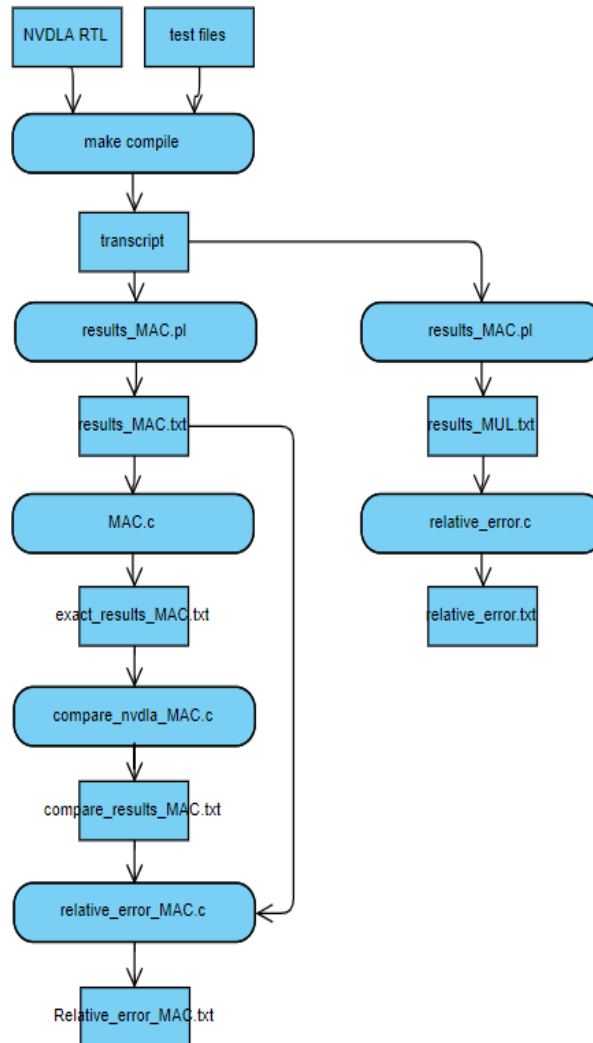 NVDLA RTL
test files
make compile
transcript
results_MAC.pl
results_MAC.pl
results_MAC.txt
results_MUL.txt
MAC.c
relative_error.c
exact_results_MAC.txt
relative_error.txt
compare_nvdla_MAC.c
compare_results_MAC.txt
relative_error_MAC.c
Relative_error_MAC.txt